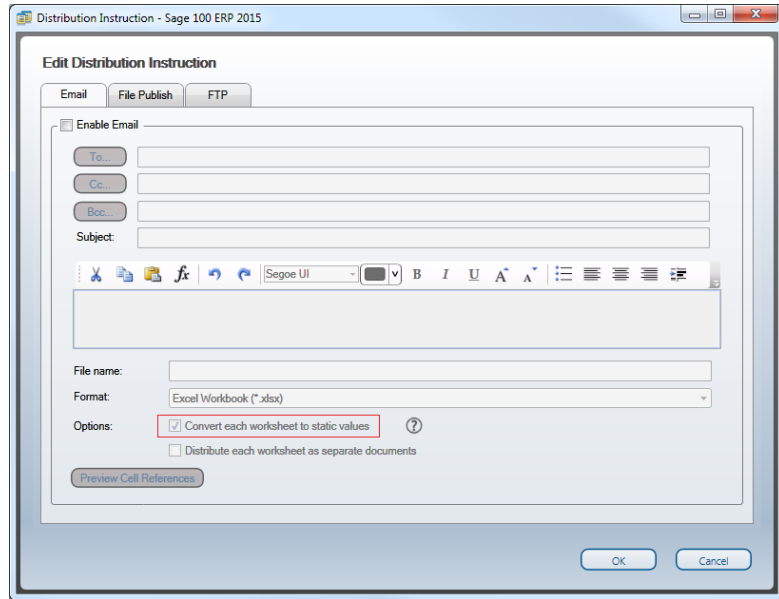 Distribution Instruction - Sage 100 ERP 2015
Edit Distribution Instruction
Email File Publish FTP
Enable Email
To...
Cc...
Bcc...
Subject:
fx Segoe UI B I U A A
File name:
Format: Excel Workbook (*.xlsx)
Options: Convert each worksheet to static values ?
Distribute each worksheet as separate documents
Preview Cell References
OK Cancel